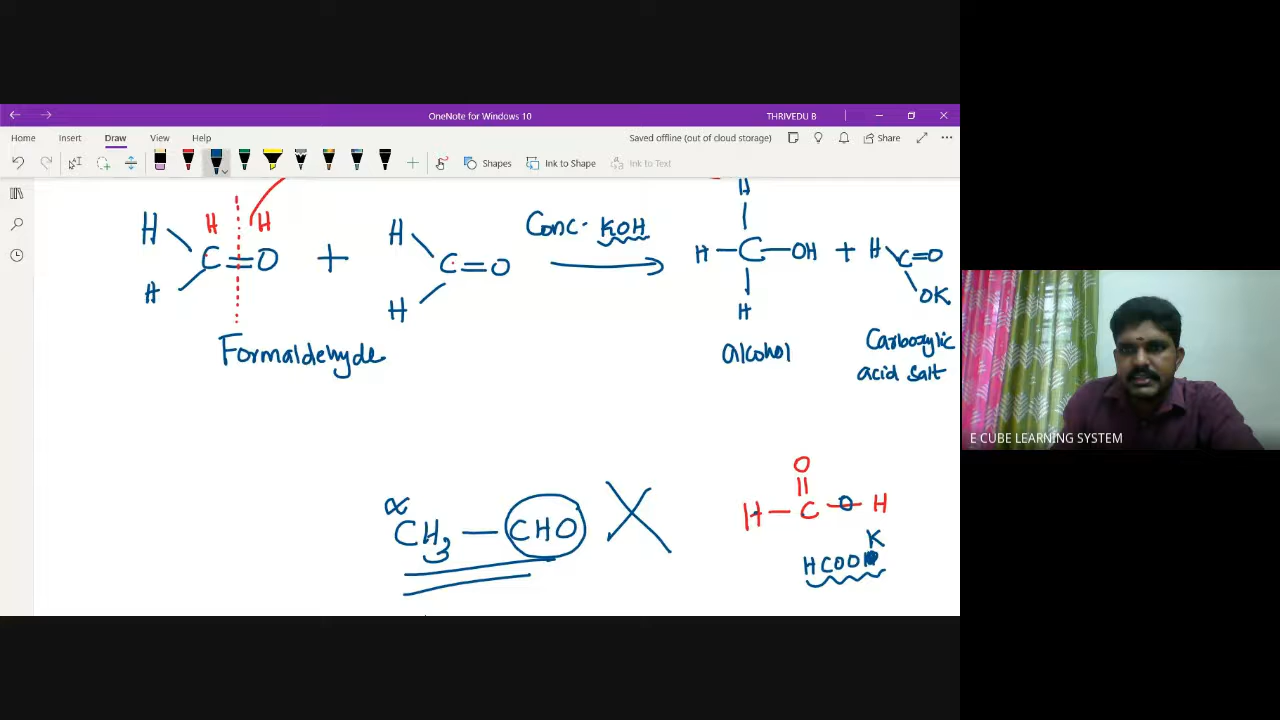 OneNote for Windows 10
THRIVEDU B
Home Insert Draw View Help
Saved offline (out of cloud storage)
Share
Shapes
Ink to Shape
Ink to Text
H H H
C=O
H
+
H
C=O
H
Conc. KOH
H
H-C-OH
H
+
H
C=O
OK
Formaldehyde
alcohol
Carboxylic
acid salt
E CUBE LEARNING SYSTEM
α
CH3 — CHO X
O
H-C-O-H
K
HCOO